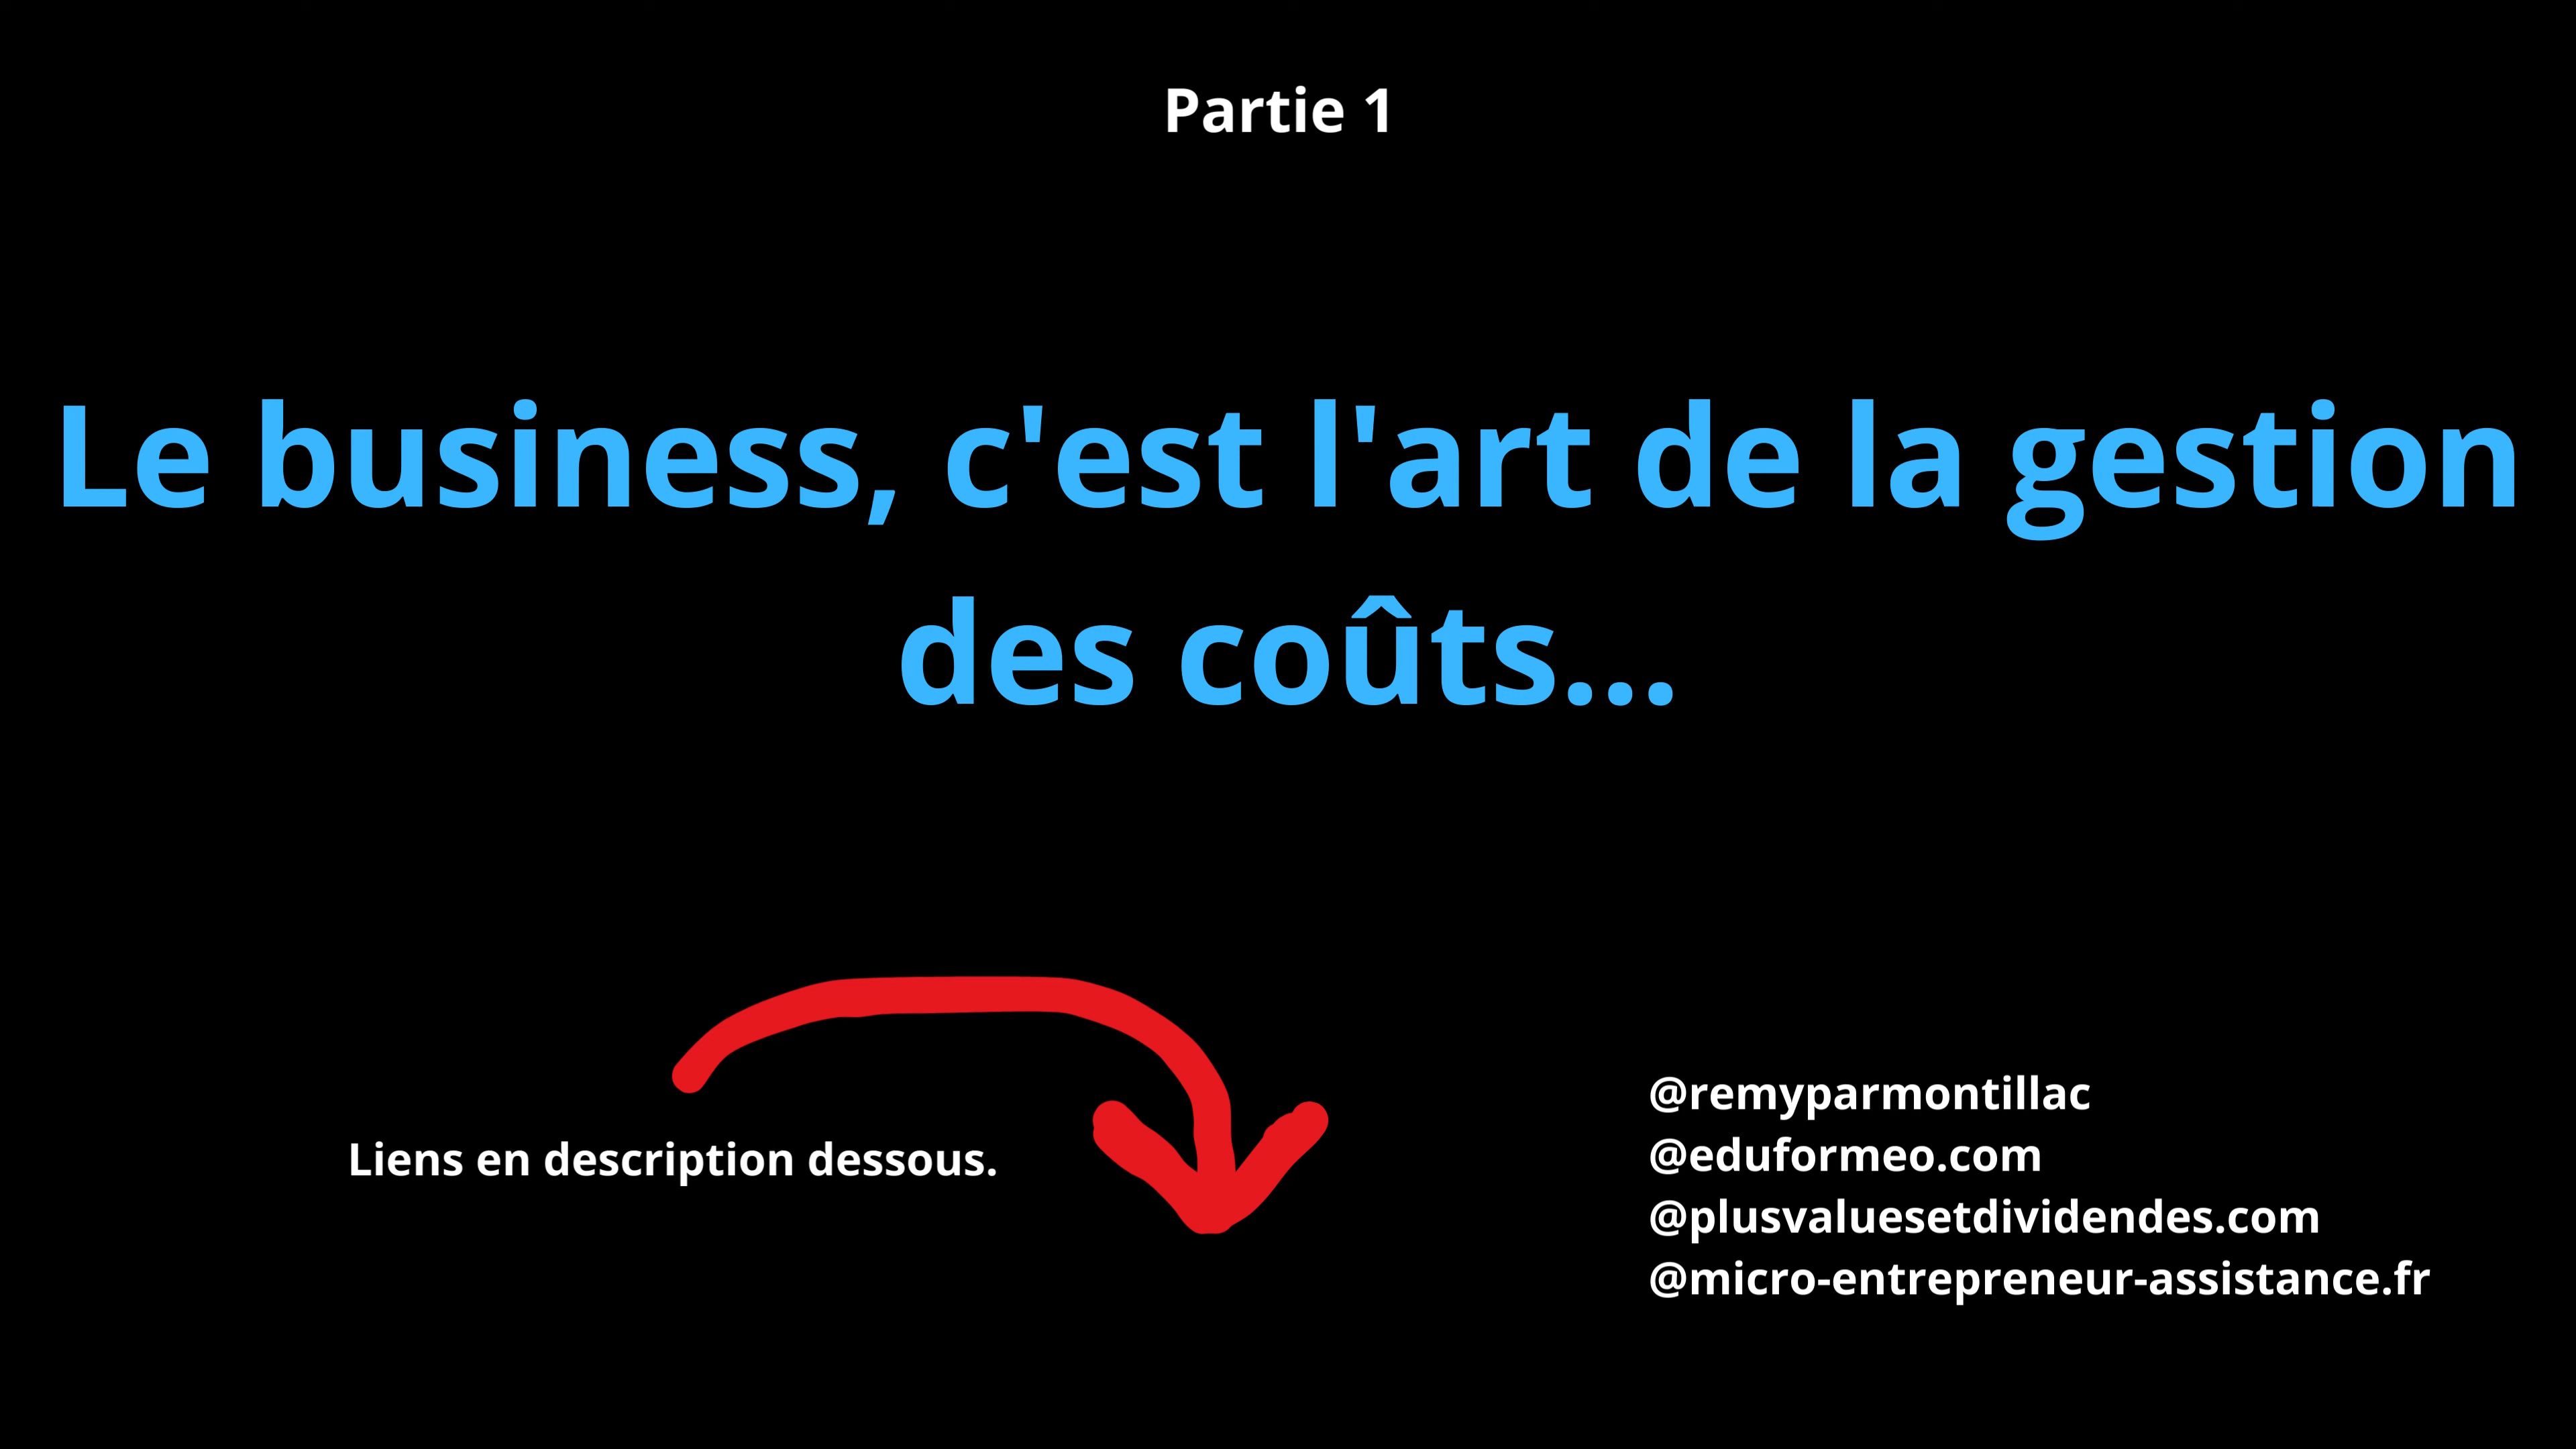 Partie 1
Le business, c'est l'art de la gestion
des coûts...
Liens en description dessous.
@remyparmontillac
@eduformeo.com
@plusvaluesetdividendes.com
@micro-entrepreneur-assistance.fr